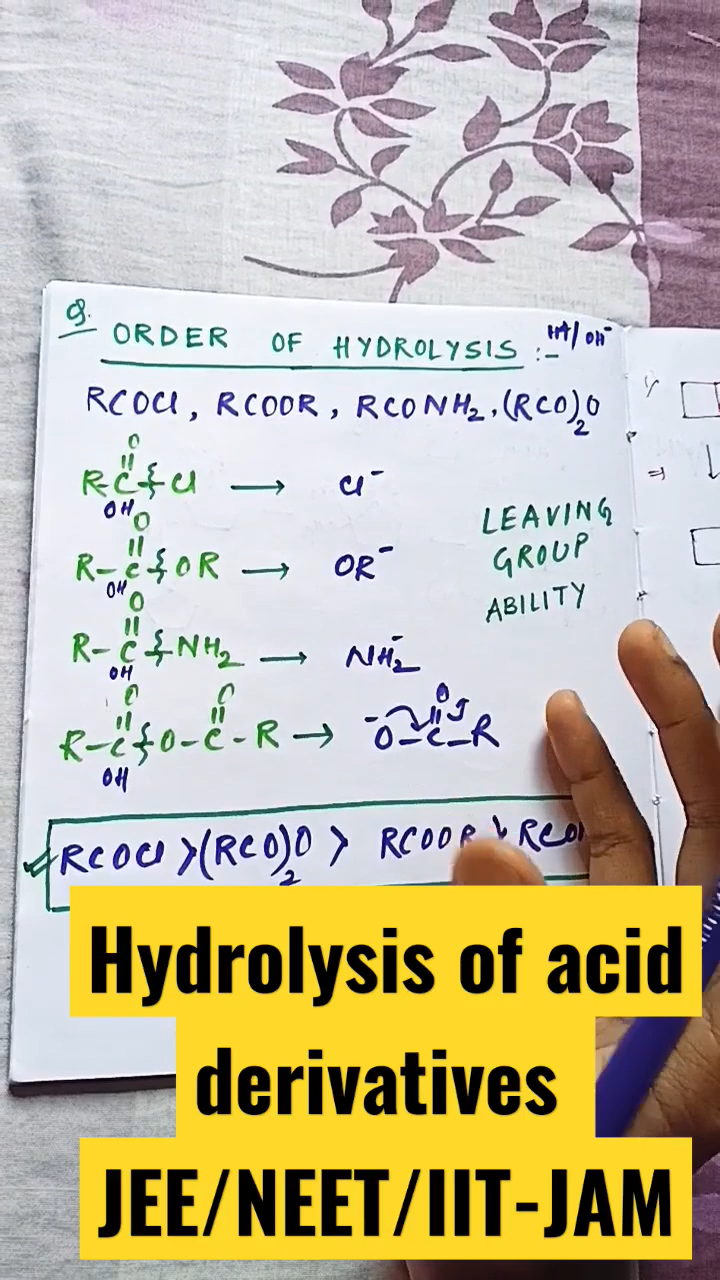 Q. ORDER OF HYDROLYSIS :- H+/OH-
RCOCl, RCOOR, RCONH2, (RCO)2O
O
R-C-Cl → Cl-
OH
O
R-C-OR → OR-
OH
LEAVING GROUP ABILITY
O
R-C-NH2 → NH2-
OH
O O
R-C-O-C-R → -O-C-R
OH
O
RCOCl > (RCO)2O > RCOOR > RCO
Hydrolysis of acid
derivatives
JEE/NEET/IIT-JAM